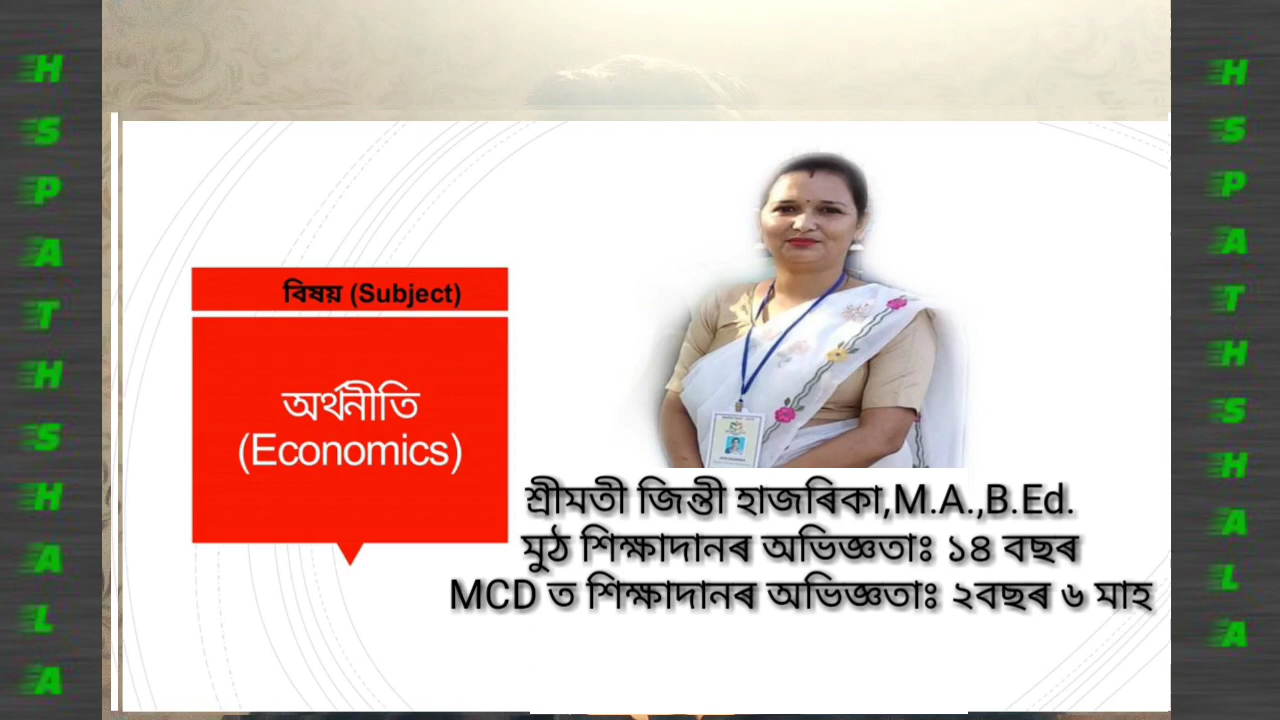 HSPATHSHALA
বিষয় (Subject)
অৰ্থনীতি
(Economics)
শ্ৰীমতী জিন্তী হাজৰিকা,M.A.,B.Ed.
মুঠ শিক্ষাদানৰ অভিজ্ঞতাঃ ১৪ বছৰ
MCD ত শিক্ষাদানৰ অভিজ্ঞতাঃ ২বছৰ ৬ মাহ
HSPATHSHALA